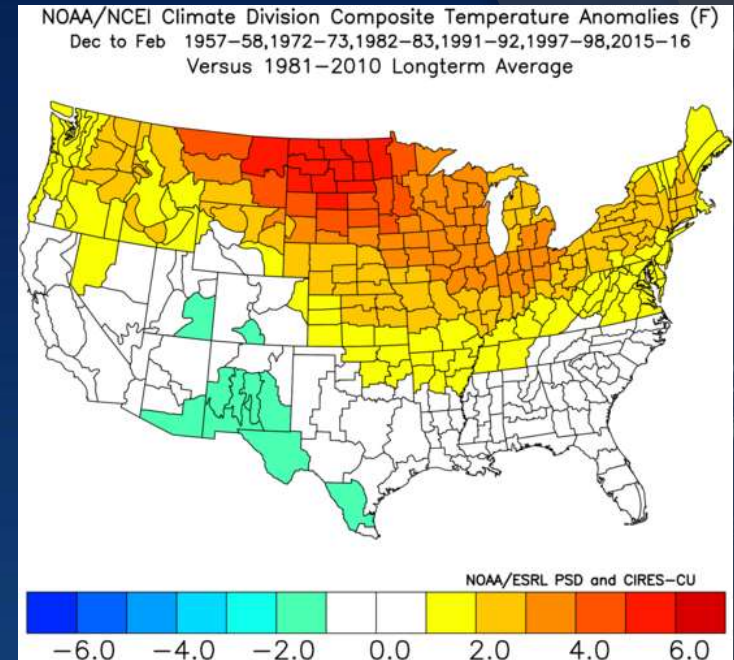 NOAA/NCEI Climate Division Composite Temperature Anomalies (F)
Dec to Feb 1957-58,1972-73,1982-83,1991-92,1997-98,2015-16
Versus 1981-2010 Longterm Average
NOAA/ESRL PSD and CIRES-CU
-6.0 -4.0 -2.0 0.0 2.0 4.0 6.0